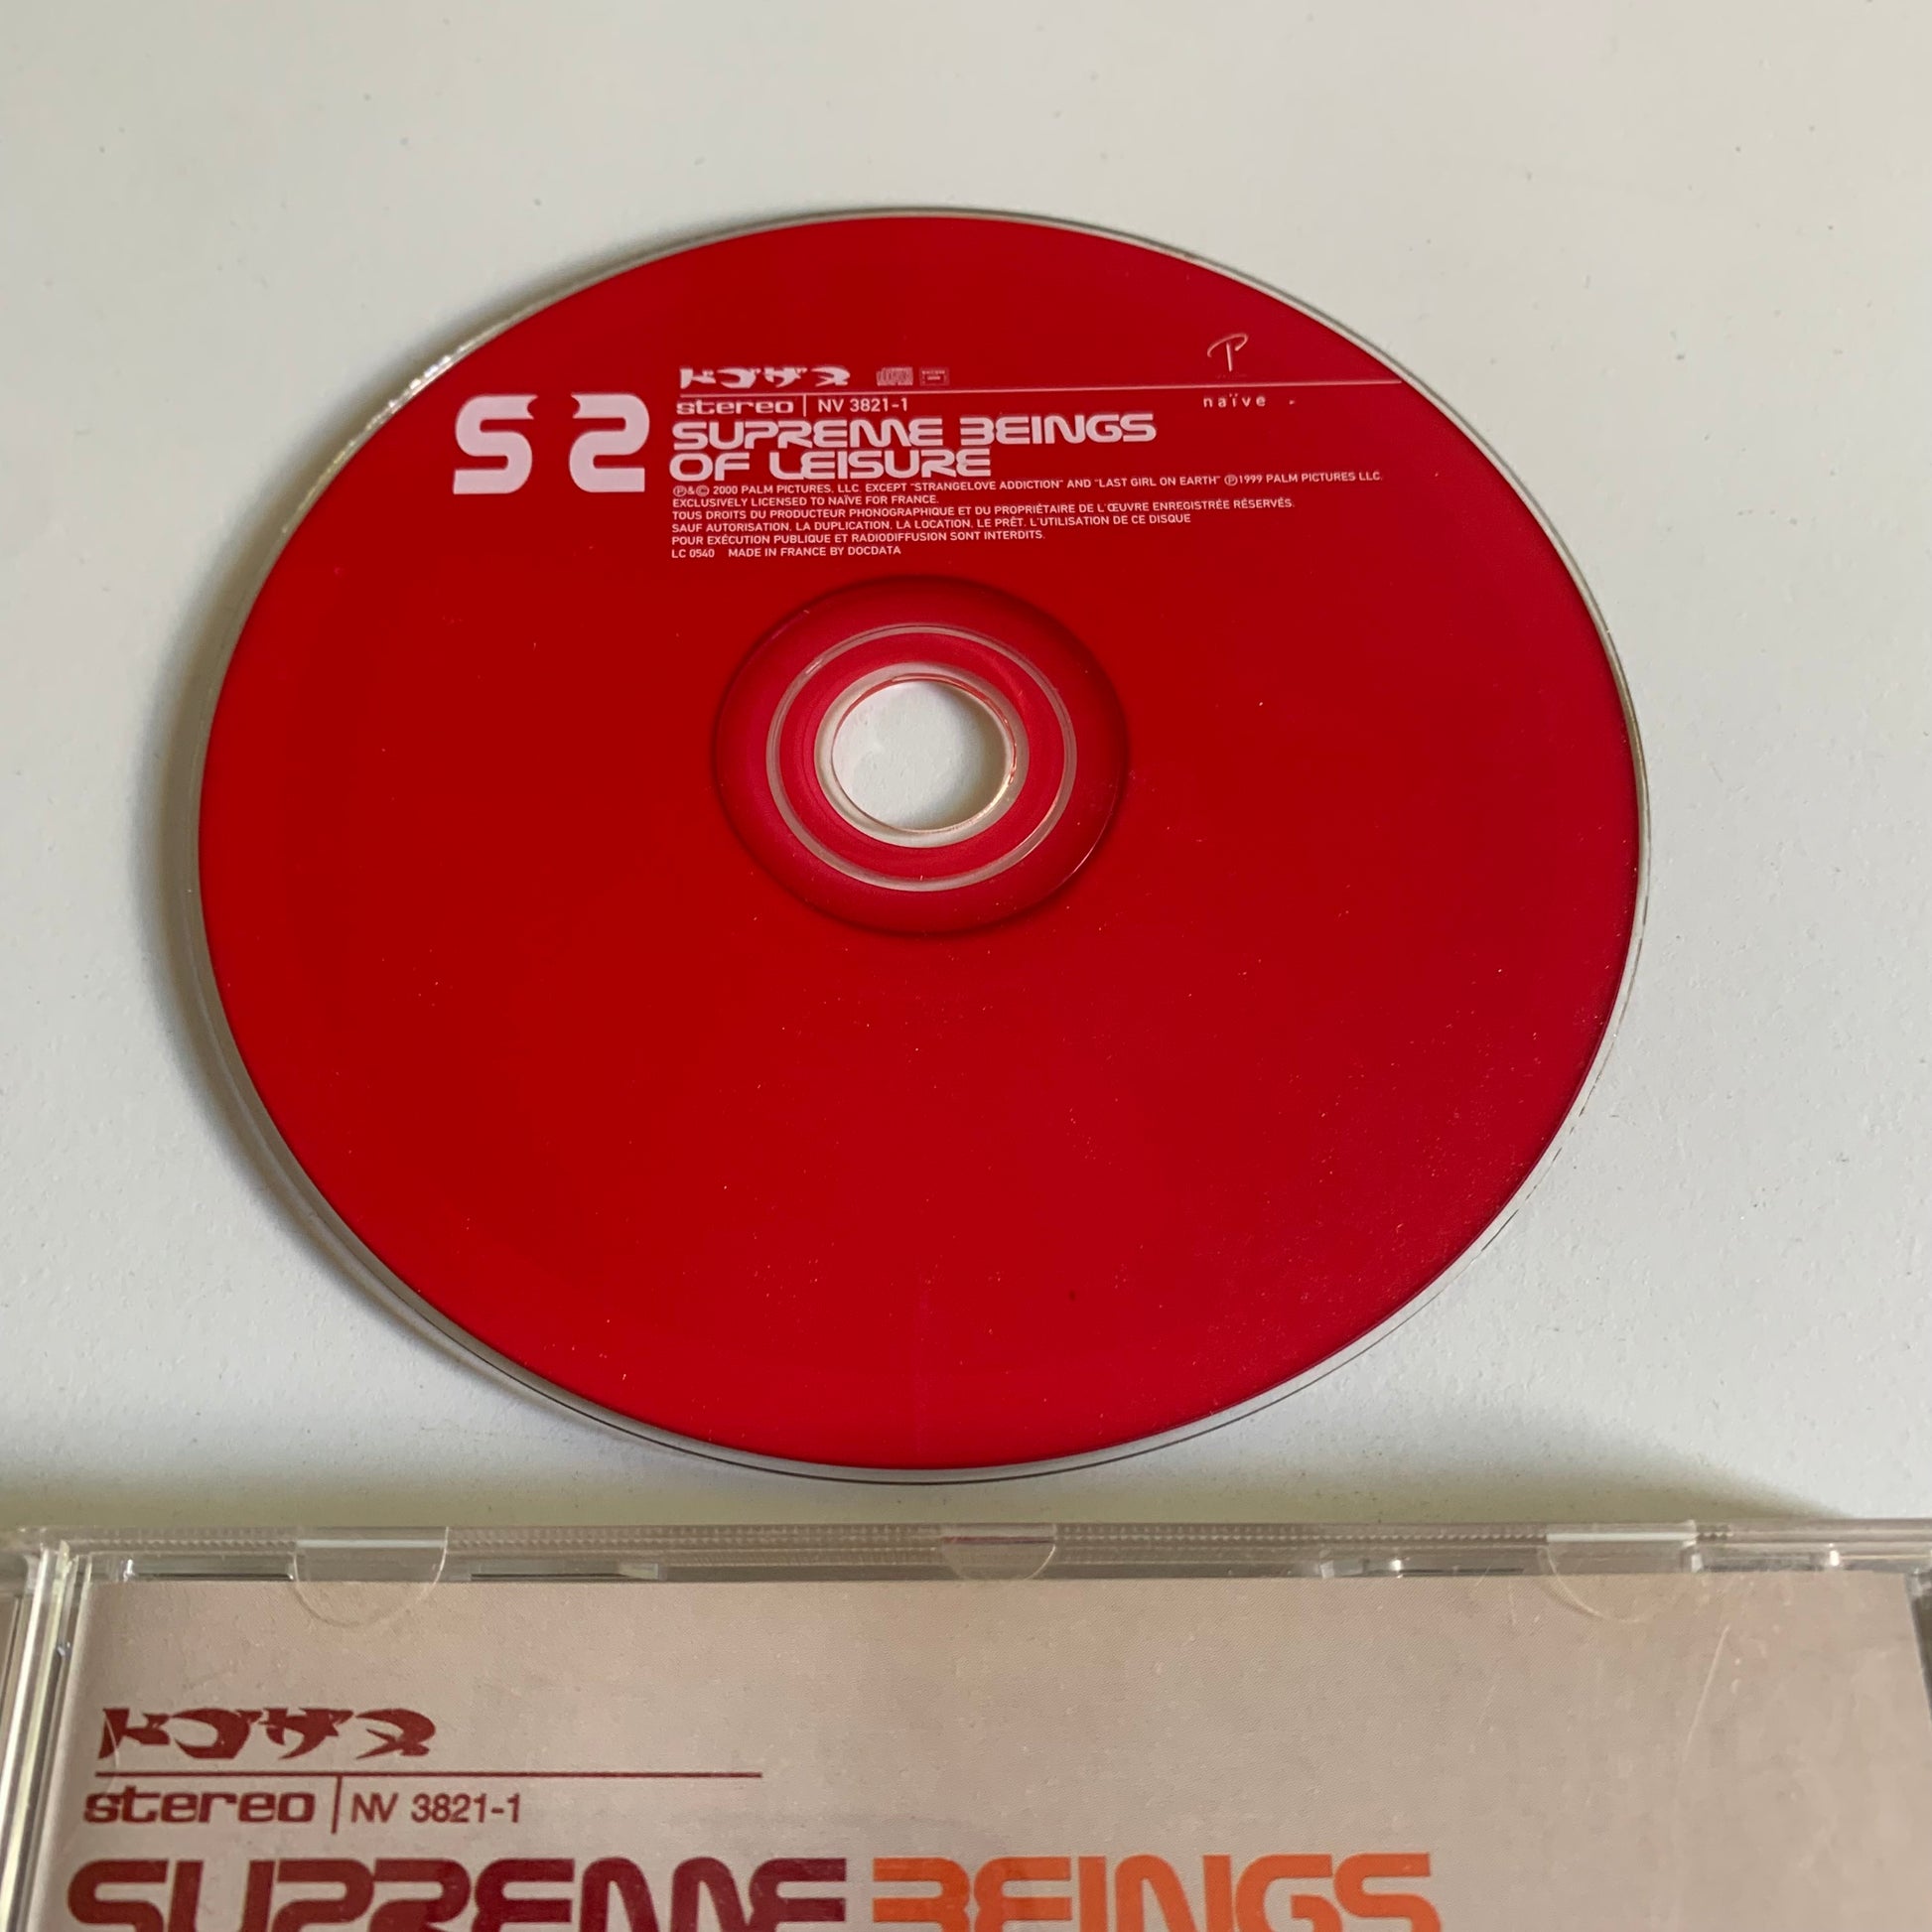 ドゴザヌ
stereo | NV 3821-1
naïve
S S
SUPREME BEINGS
OF LEISURE
℗&© 2000 PALM PICTURES, LLC. EXCEPT "STRANGELOVE ADDICTION" AND "LAST GIRL ON EARTH" ℗1999 PALM PICTURES LLC.
EXCLUSIVELY LICENSED TO NAÏVE FOR FRANCE.
TOUS DROITS DU PRODUCTEUR PHONOGRAPHIQUE ET DU PROPRIÉTAIRE DE L'ŒUVRE ENREGISTRÉE RÉSERVÉS.
SAUF AUTORISATION, LA DUPLICATION, LA LOCATION, LE PRÊT, L'UTILISATION DE CE DISQUE
POUR EXÉCUTION PUBLIQUE ET RADIODIFFUSION SONT INTERDITS.
LC 0540 MADE IN FRANCE BY DOCDATA
ドゴザヌ
stereo | NV 3821-1
SUPREME BEINGS